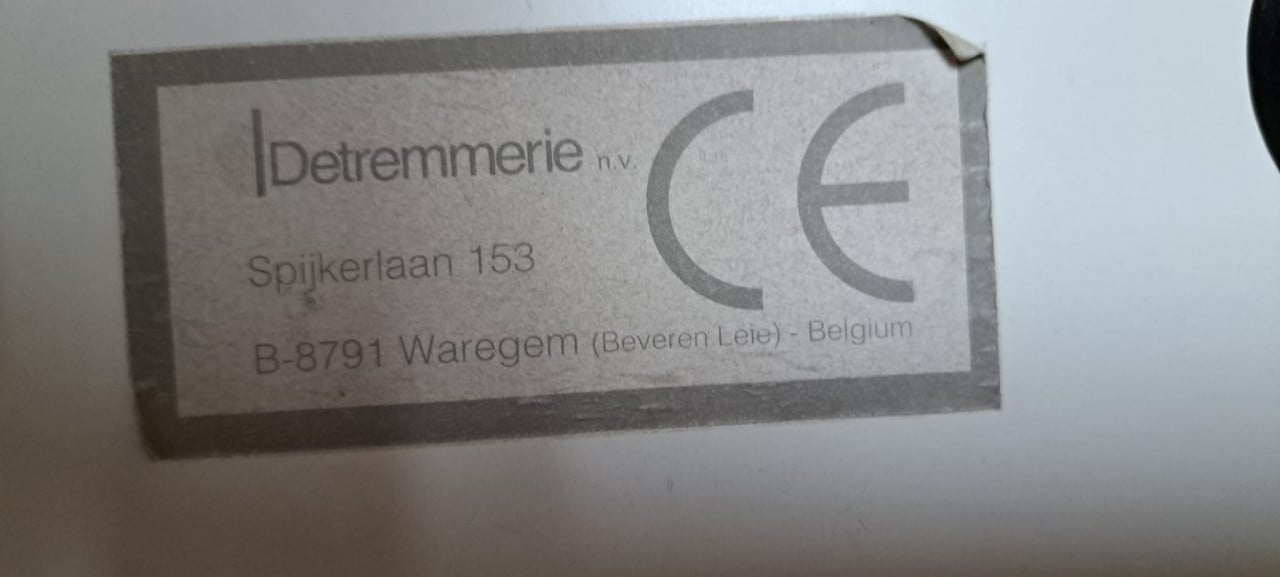 Detremmerie n.v.
CE
Spijkerlaan 153
B-8791 Waregem (Beveren Leie) - Belgium